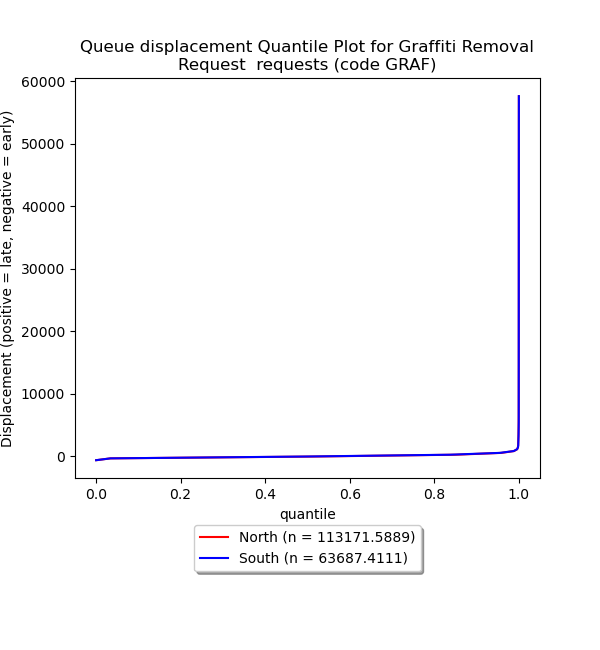 Queue displacement Quantile Plot for Graffiti Removal
Request  requests (code GRAF)
Displacement (positive = late, negative = early)
60000
50000
40000
30000
20000
10000
0
0.0
0.2
0.4
0.6
0.8
1.0
quantile
North (n = 113171.5889)
South (n = 63687.4111)